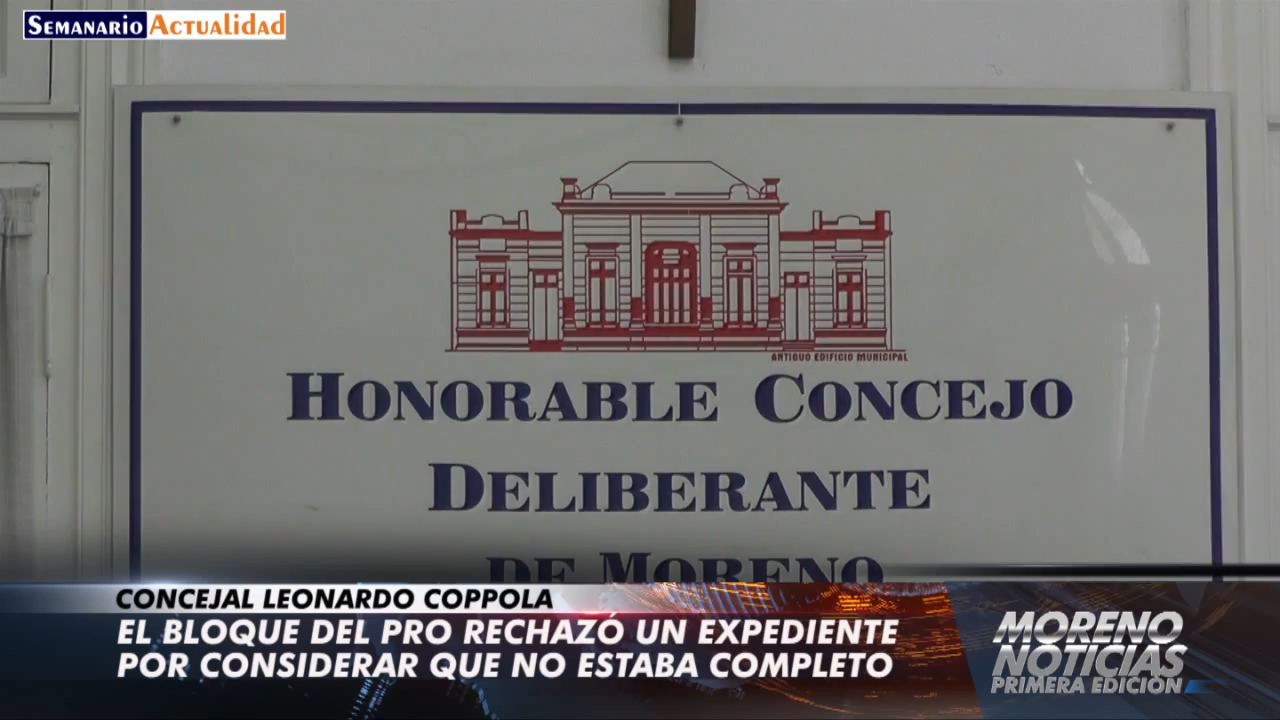 SEMANARIO ACTUALIDAD
ANTIGUO EDIFICIO MUNICIPAL
HONORABLE CONCEJO
DELIBERANTE
DE MORENO
CONCEJAL LEONARDO COPPOLA
EL BLOQUE DEL PRO RECHAZÓ UN EXPEDIENTE
POR CONSIDERAR QUE NO ESTABA COMPLETO
MORENO
NOTICIAS
PRIMERA EDICIÓN